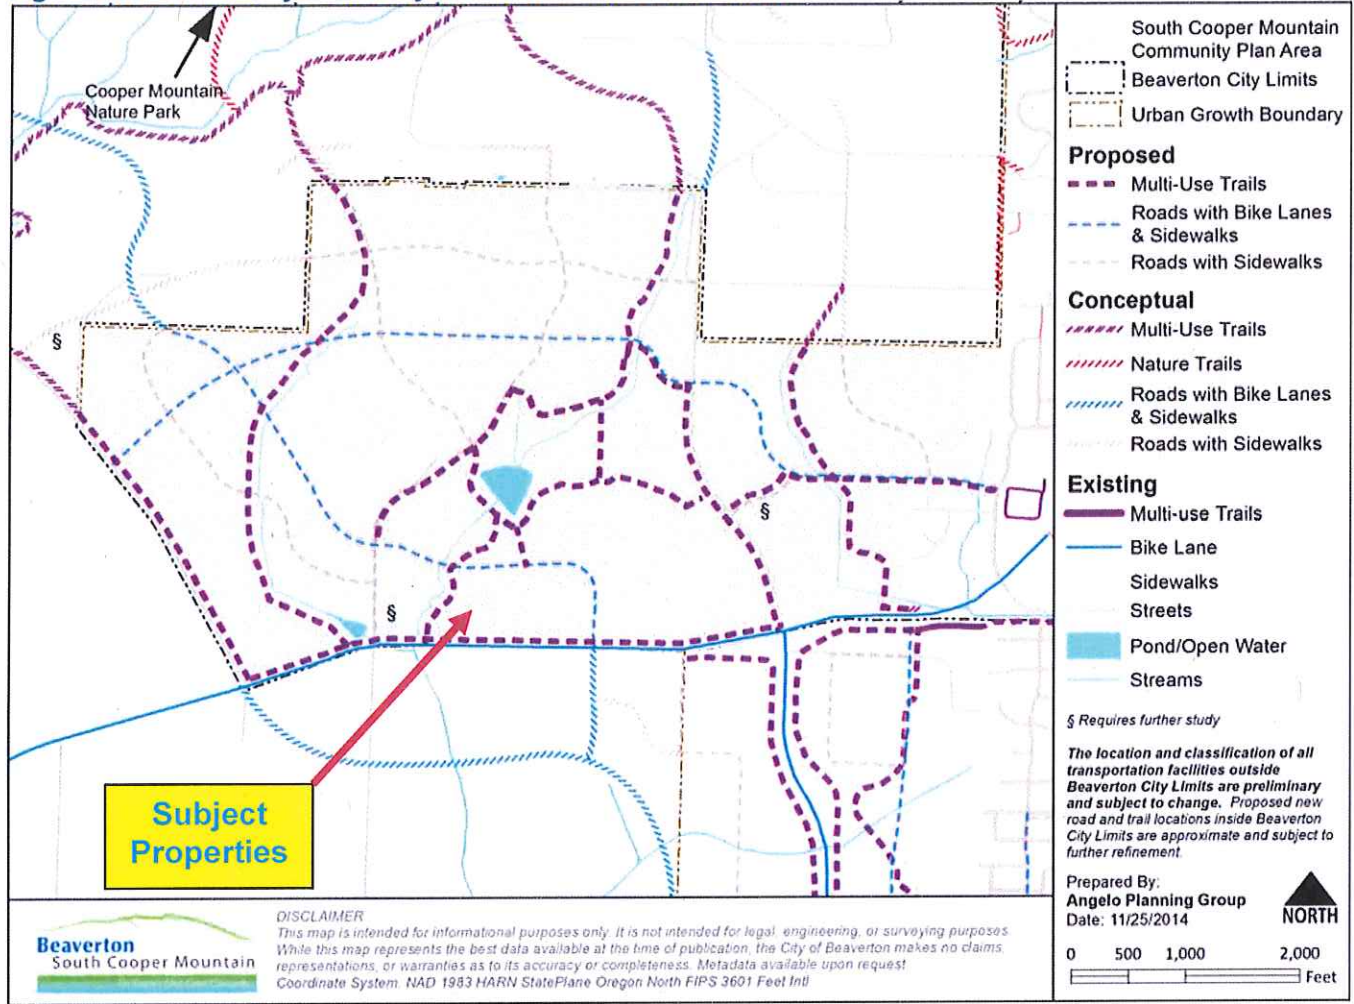 Cooper Mountain
Nature Park
§
§
§
Subject
Properties
South Cooper Mountain
Community Plan Area
Beaverton City Limits
Urban Growth Boundary
Proposed
Multi-Use Trails
Roads with Bike Lanes
& Sidewalks
Roads with Sidewalks
Conceptual
Multi-Use Trails
Nature Trails
Roads with Bike Lanes
& Sidewalks
Roads with Sidewalks
Existing
Multi-use Trails
Bike Lane
Sidewalks
Streets
Pond/Open Water
Streams
§ Requires further study
The location and classification of all
transportation facilities outside
Beaverton City Limits are preliminary
and subject to change. Proposed new
road and trail locations inside Beaverton
City Limits are approximate and subject to
further refinement.
Prepared By:
Angelo Planning Group
Date: 11/25/2014
NORTH
0 500 1,000 2,000
Feet
Beaverton
South Cooper Mountain
DISCLAIMER
This map is intended for informational purposes only. It is not intended for legal, engineering, or surveying purposes.
While this map represents the best data available at the time of publication, the City of Beaverton makes no claims,
representations, or warranties as to its accuracy or completeness. Metadata available upon request
Coordinate System: NAD 1983 HARN StatePlane Oregon North FIPS 3601 Feet Intl